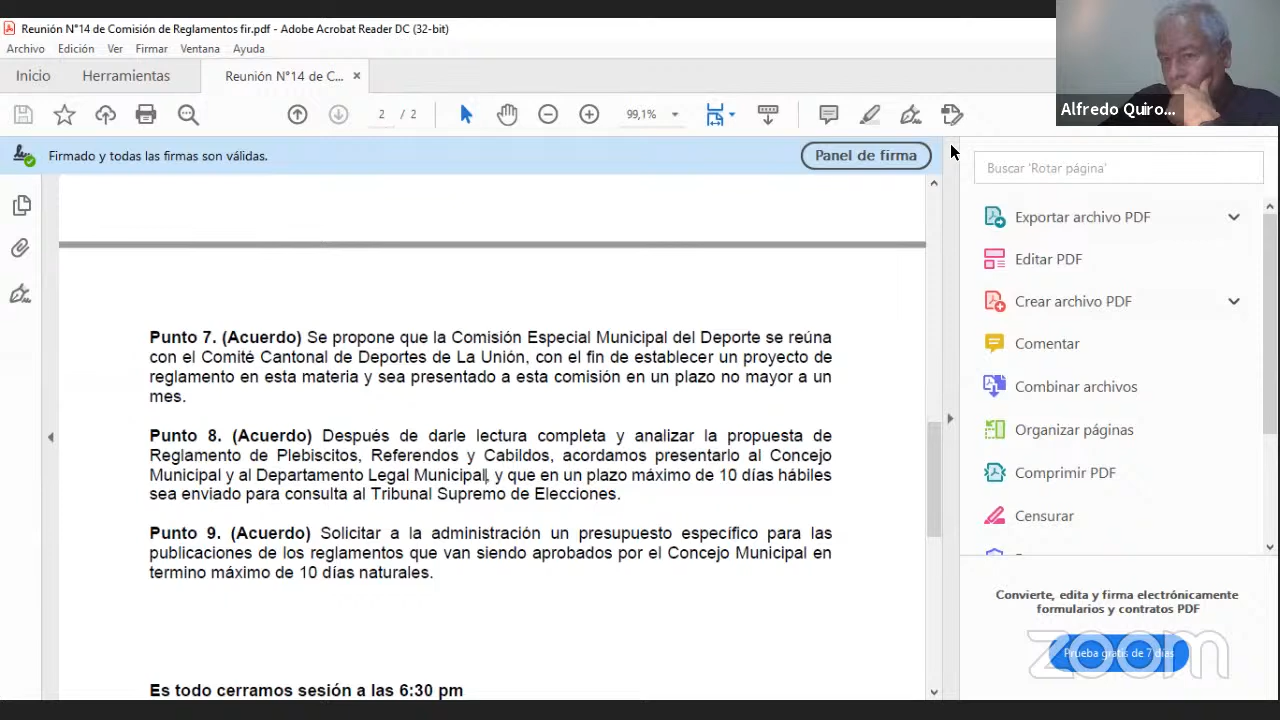 Reunión N°14 de Comisión de Reglamentos fir.pdf - Adobe Acrobat Reader DC (32-bit)
Archivo Edición Ver Firmar Ventana Ayuda
Inicio Herramientas Reunión N°14 de C... ×
2 / 2 99,1%
Alfredo Quiro...
Firmado y todas las firmas son válidas.
Panel de firma
Buscar 'Rotar página'
Exportar archivo PDF
Editar PDF
Crear archivo PDF
Comentar
Combinar archivos
Organizar páginas
Comprimir PDF
Censurar
Convierte, edita y firma electrónicamente
formularios y contratos PDF
Prueba gratis de 7 días
zoom
Punto 7. (Acuerdo) Se propone que la Comisión Especial Municipal del Deporte se reúna
con el Comité Cantonal de Deportes de La Unión, con el fin de establecer un proyecto de
reglamento en esta materia y sea presentado a esta comisión en un plazo no mayor a un
mes.
Punto 8. (Acuerdo) Después de darle lectura completa y analizar la propuesta de
Reglamento de Plebiscitos, Referendos y Cabildos, acordamos presentarlo al Concejo
Municipal y al Departamento Legal Municipal, y que en un plazo máximo de 10 días hábiles
sea enviado para consulta al Tribunal Supremo de Elecciones.
Punto 9. (Acuerdo) Solicitar a la administración un presupuesto específico para las
publicaciones de los reglamentos que van siendo aprobados por el Concejo Municipal en
termino máximo de 10 días naturales.
Es todo cerramos sesión a las 6:30 pm